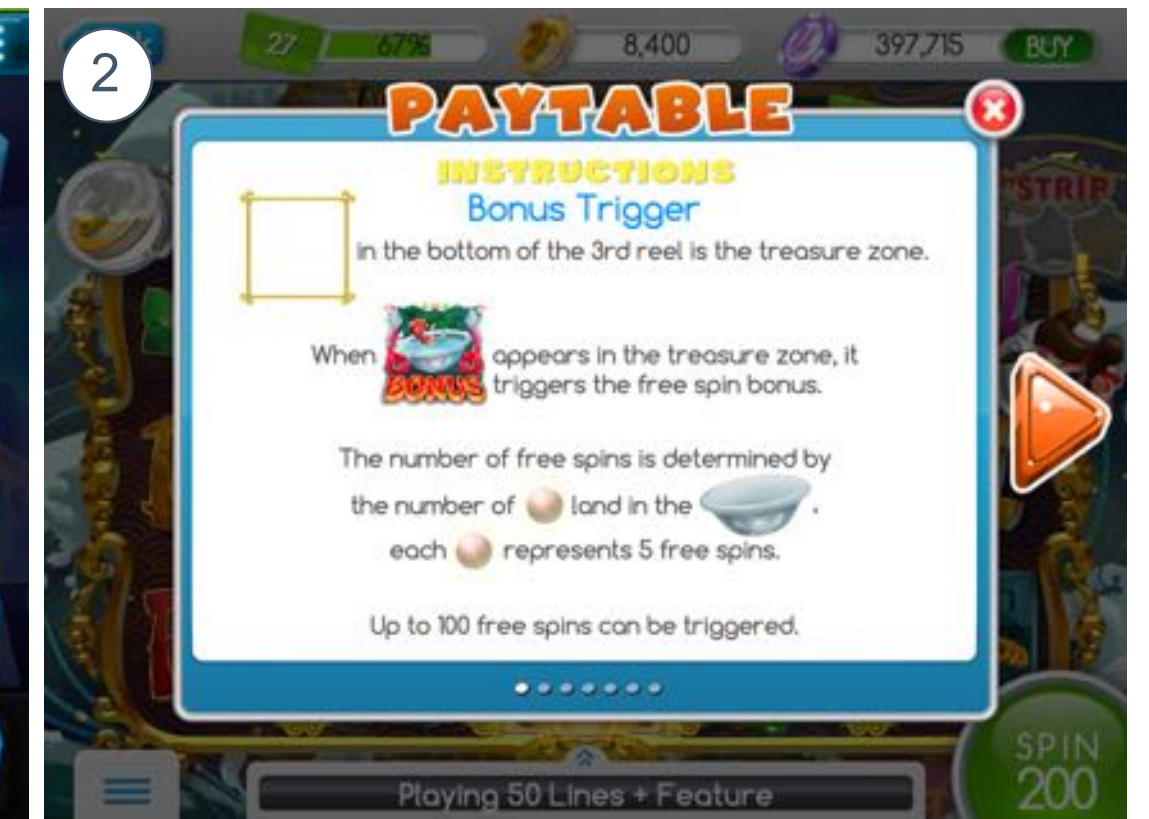 2
27 67% 8,400 397,715 BUY
PAYTABLE
INSTRUCTIONS
Bonus Trigger
in the bottom of the 3rd reel is the treasure zone.
When BONUS appears in the treasure zone, it
triggers the free spin bonus.
The number of free spins is determined by
the number of land in the .
each represents 5 free spins.
Up to 100 free spins can be triggered.
STRIP
SPIN
200
Playing 50 Lines + Feature